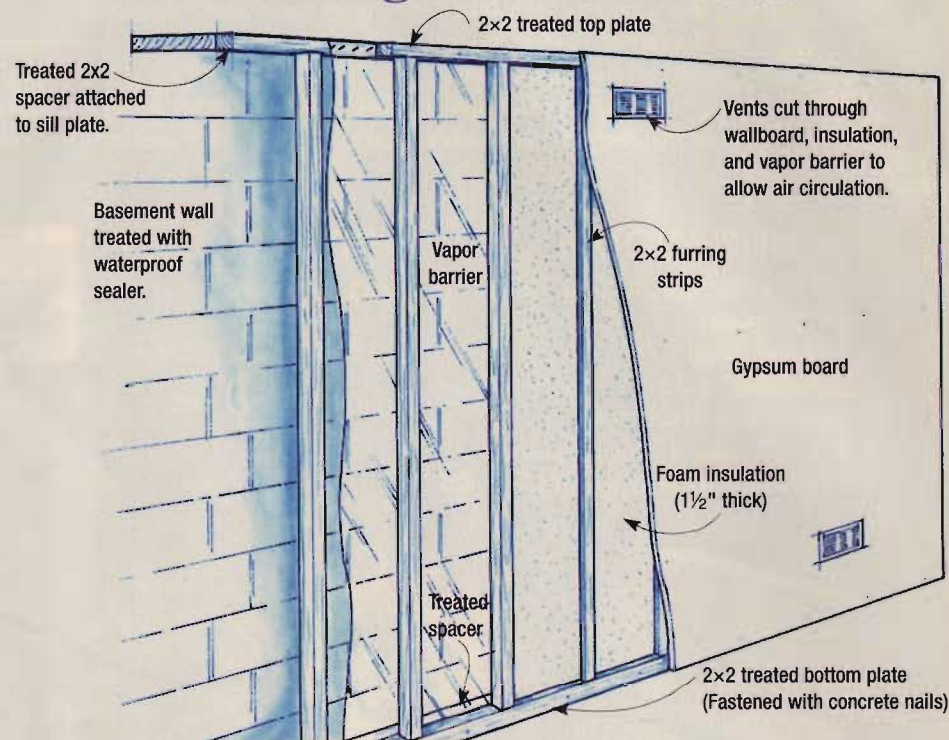 2×2 treated top plate
Treated 2x2
spacer attached
to sill plate.
Vents cut through
wallboard, insulation,
and vapor barrier to
allow air circulation.
Basement wall
treated with
waterproof
sealer.
Vapor
barrier
2×2 furring
strips
Gypsum board
Foam insulation
(1½" thick)
Treated
spacer
2×2 treated bottom plate
(Fastened with concrete nails)